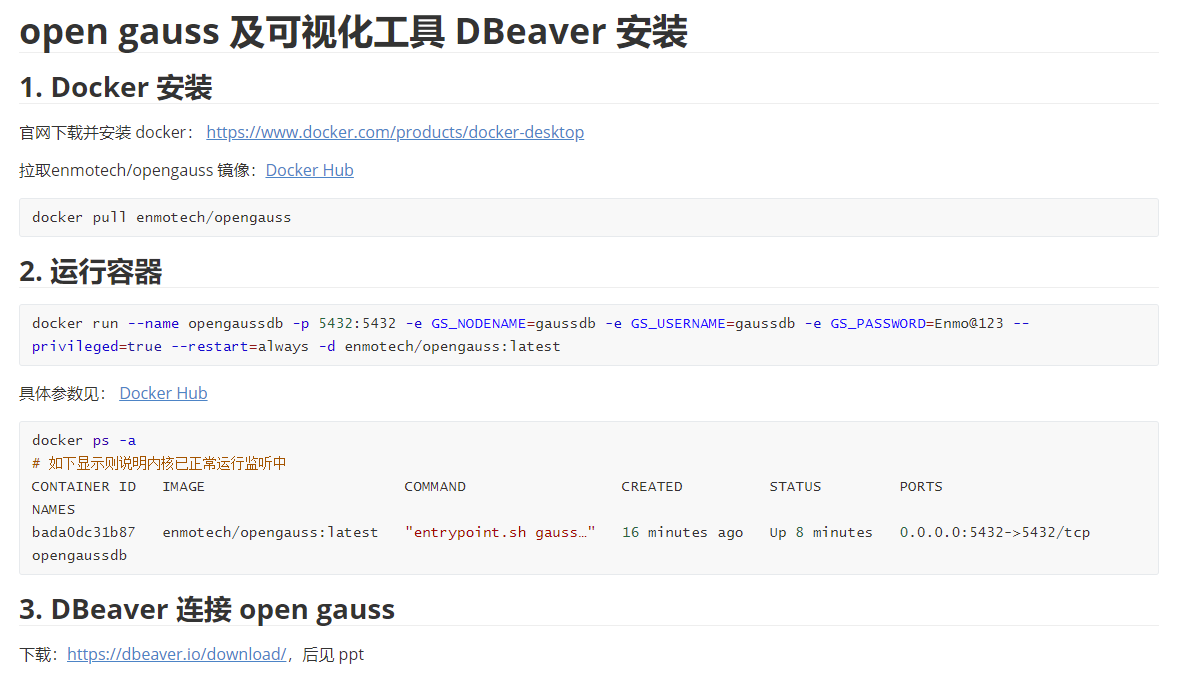 open gauss 及可视化工具 DBeaver 安装
1. Docker 安装
官网下载并安装 docker： https://www.docker.com/products/docker-desktop
拉取enmotech/opengauss 镜像：Docker Hub
docker pull enmotech/opengauss
2. 运行容器
docker run --name opengaussdb -p 5432:5432 -e GS_NODENAME=gaussdb -e GS_USERNAME=gaussdb -e GS_PASSWORD=Enmo@123 --
privileged=true --restart=always -d enmotech/opengauss:latest
具体参数见： Docker Hub
docker ps -a
# 如下显示则说明内核已正常运行监听中
CONTAINER ID   IMAGE                       COMMAND                  CREATED          STATUS         PORTS
NAMES
bada0dc31b87   enmotech/opengauss:latest   "entrypoint.sh gauss…"   16 minutes ago   Up 8 minutes   0.0.0.0:5432->5432/tcp
opengaussdb
3. DBeaver 连接 open gauss
下载：https://dbeaver.io/download/，后见 ppt